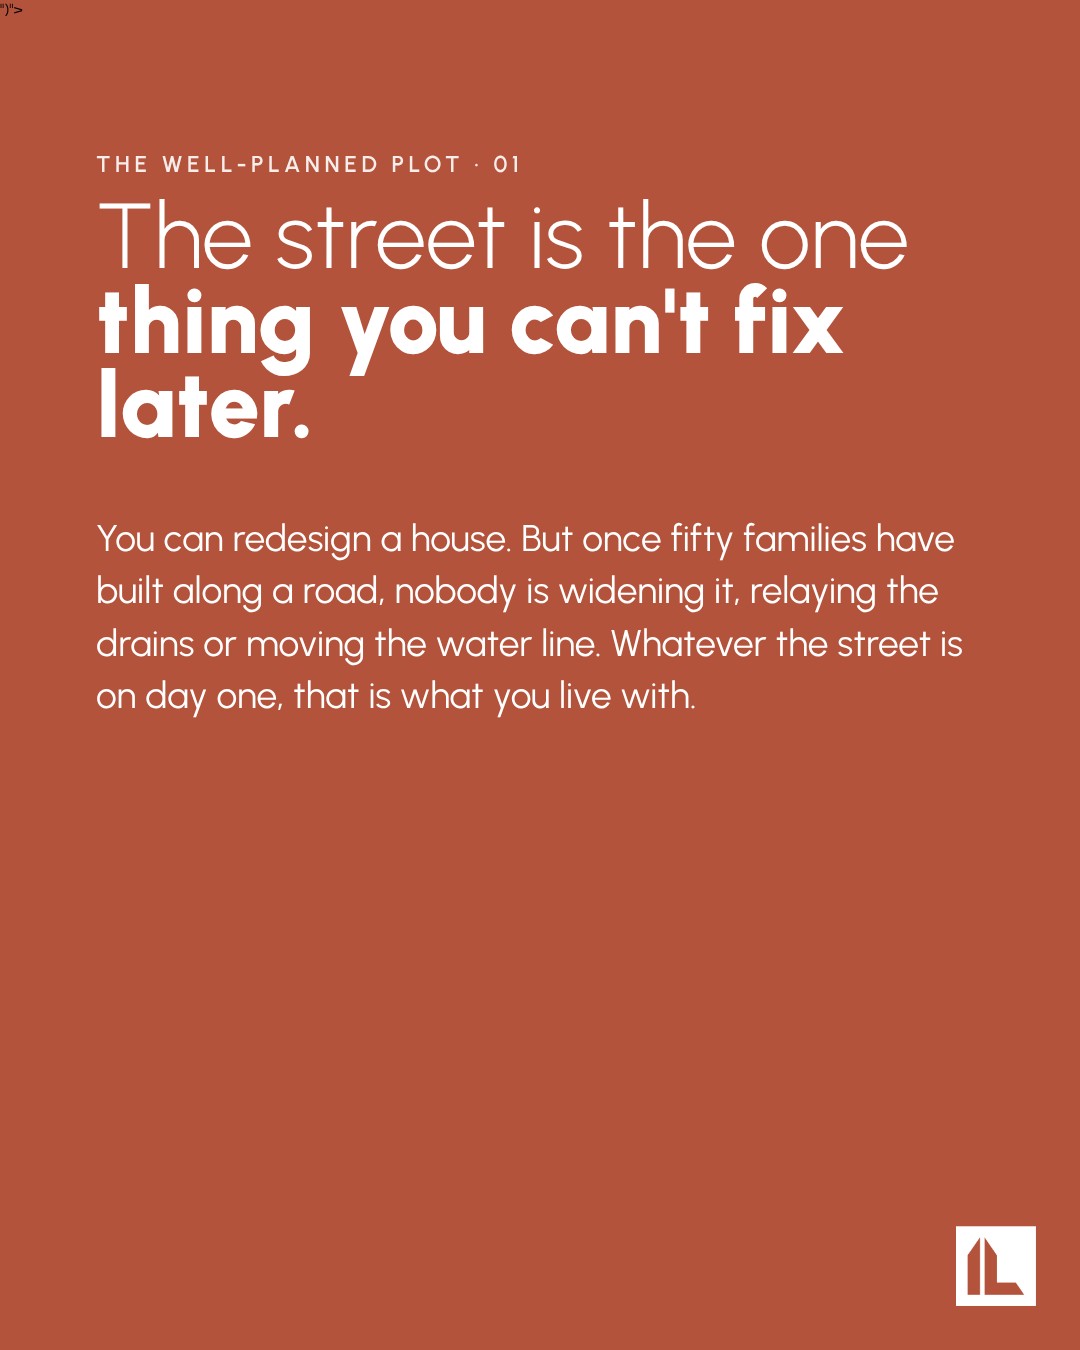 ")">
THE WELL-PLANNED PLOT · 01
The street is the one
thing you can't fix
later.
You can redesign a house. But once fifty families have
built along a road, nobody is widening it, relaying the
drains or moving the water line. Whatever the street is
on day one, that is what you live with.
IL